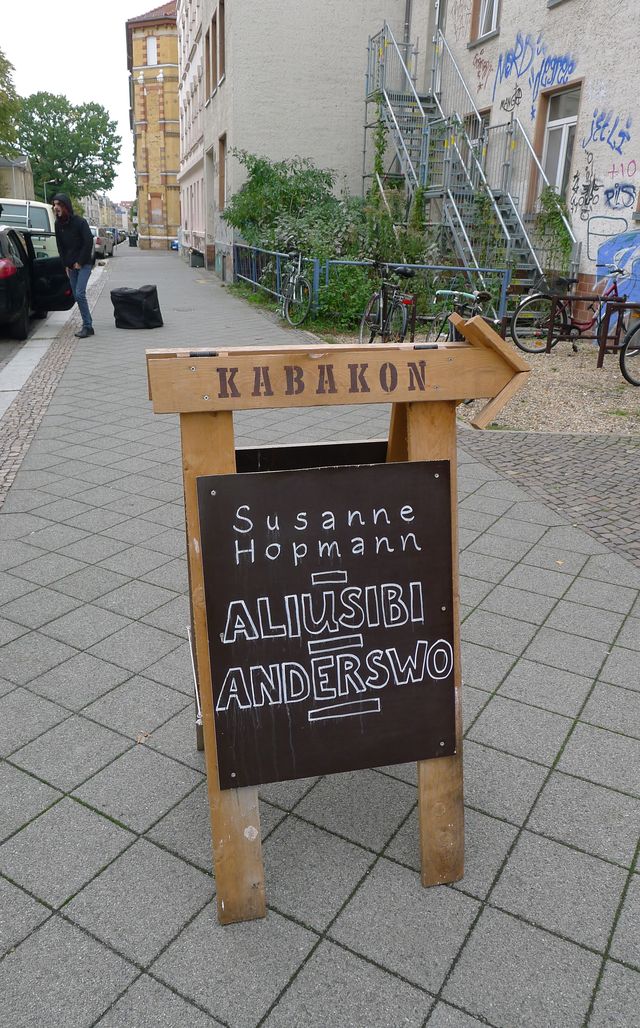 KABAKON
Susanne
Hopmann
ALIUSIBI
ANDERSWO